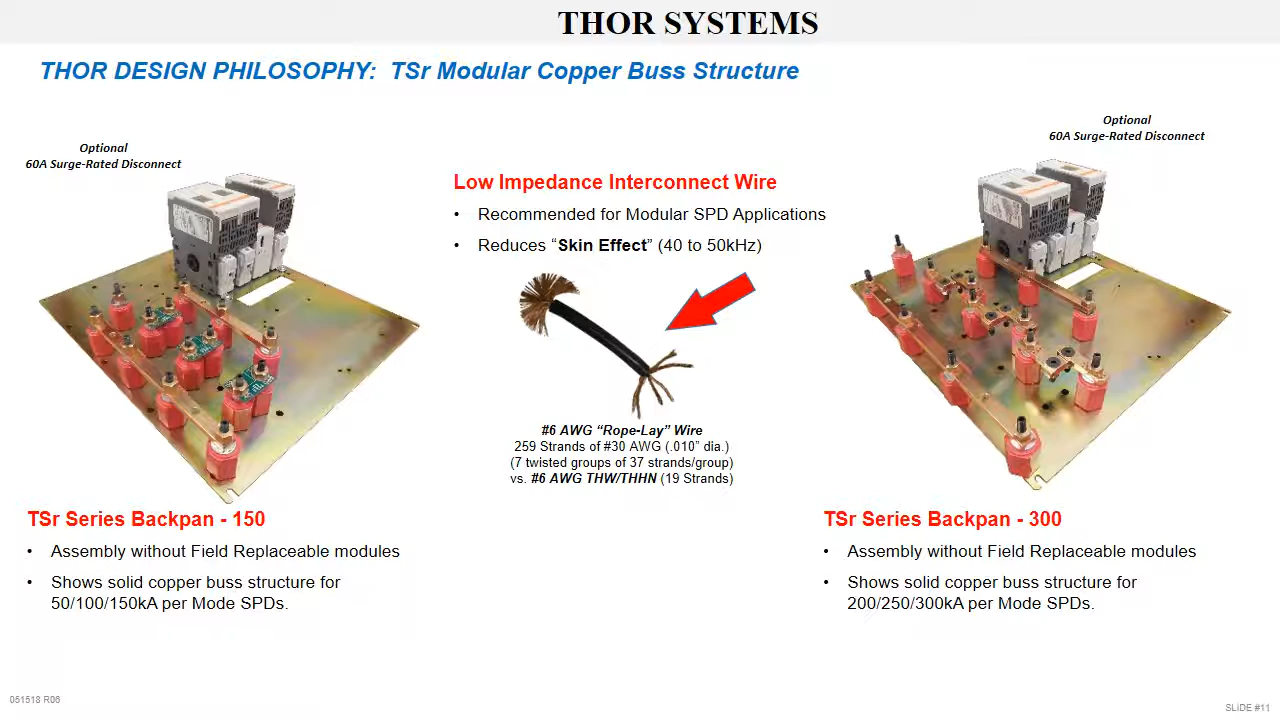 THOR SYSTEMS
THOR DESIGN PHILOSOPHY: TSr Modular Copper Buss Structure
Optional
60A Surge-Rated Disconnect
Low Impedance Interconnect Wire
• Recommended for Modular SPD Applications
• Reduces “Skin Effect” (40 to 50kHz)
#6 AWG “Rope-Lay” Wire
259 Strands of #30 AWG (.010” dia.)
(7 twisted groups of 37 strands/group)
vs. #6 AWG THW/THHN (19 Strands)
Optional
60A Surge-Rated Disconnect
TSr Series Backpan - 150
• Assembly without Field Replaceable modules
• Shows solid copper buss structure for
50/100/150kA per Mode SPDs.
TSr Series Backpan - 300
• Assembly without Field Replaceable modules
• Shows solid copper buss structure for
200/250/300kA per Mode SPDs.
051518 R06
SLIDE #11